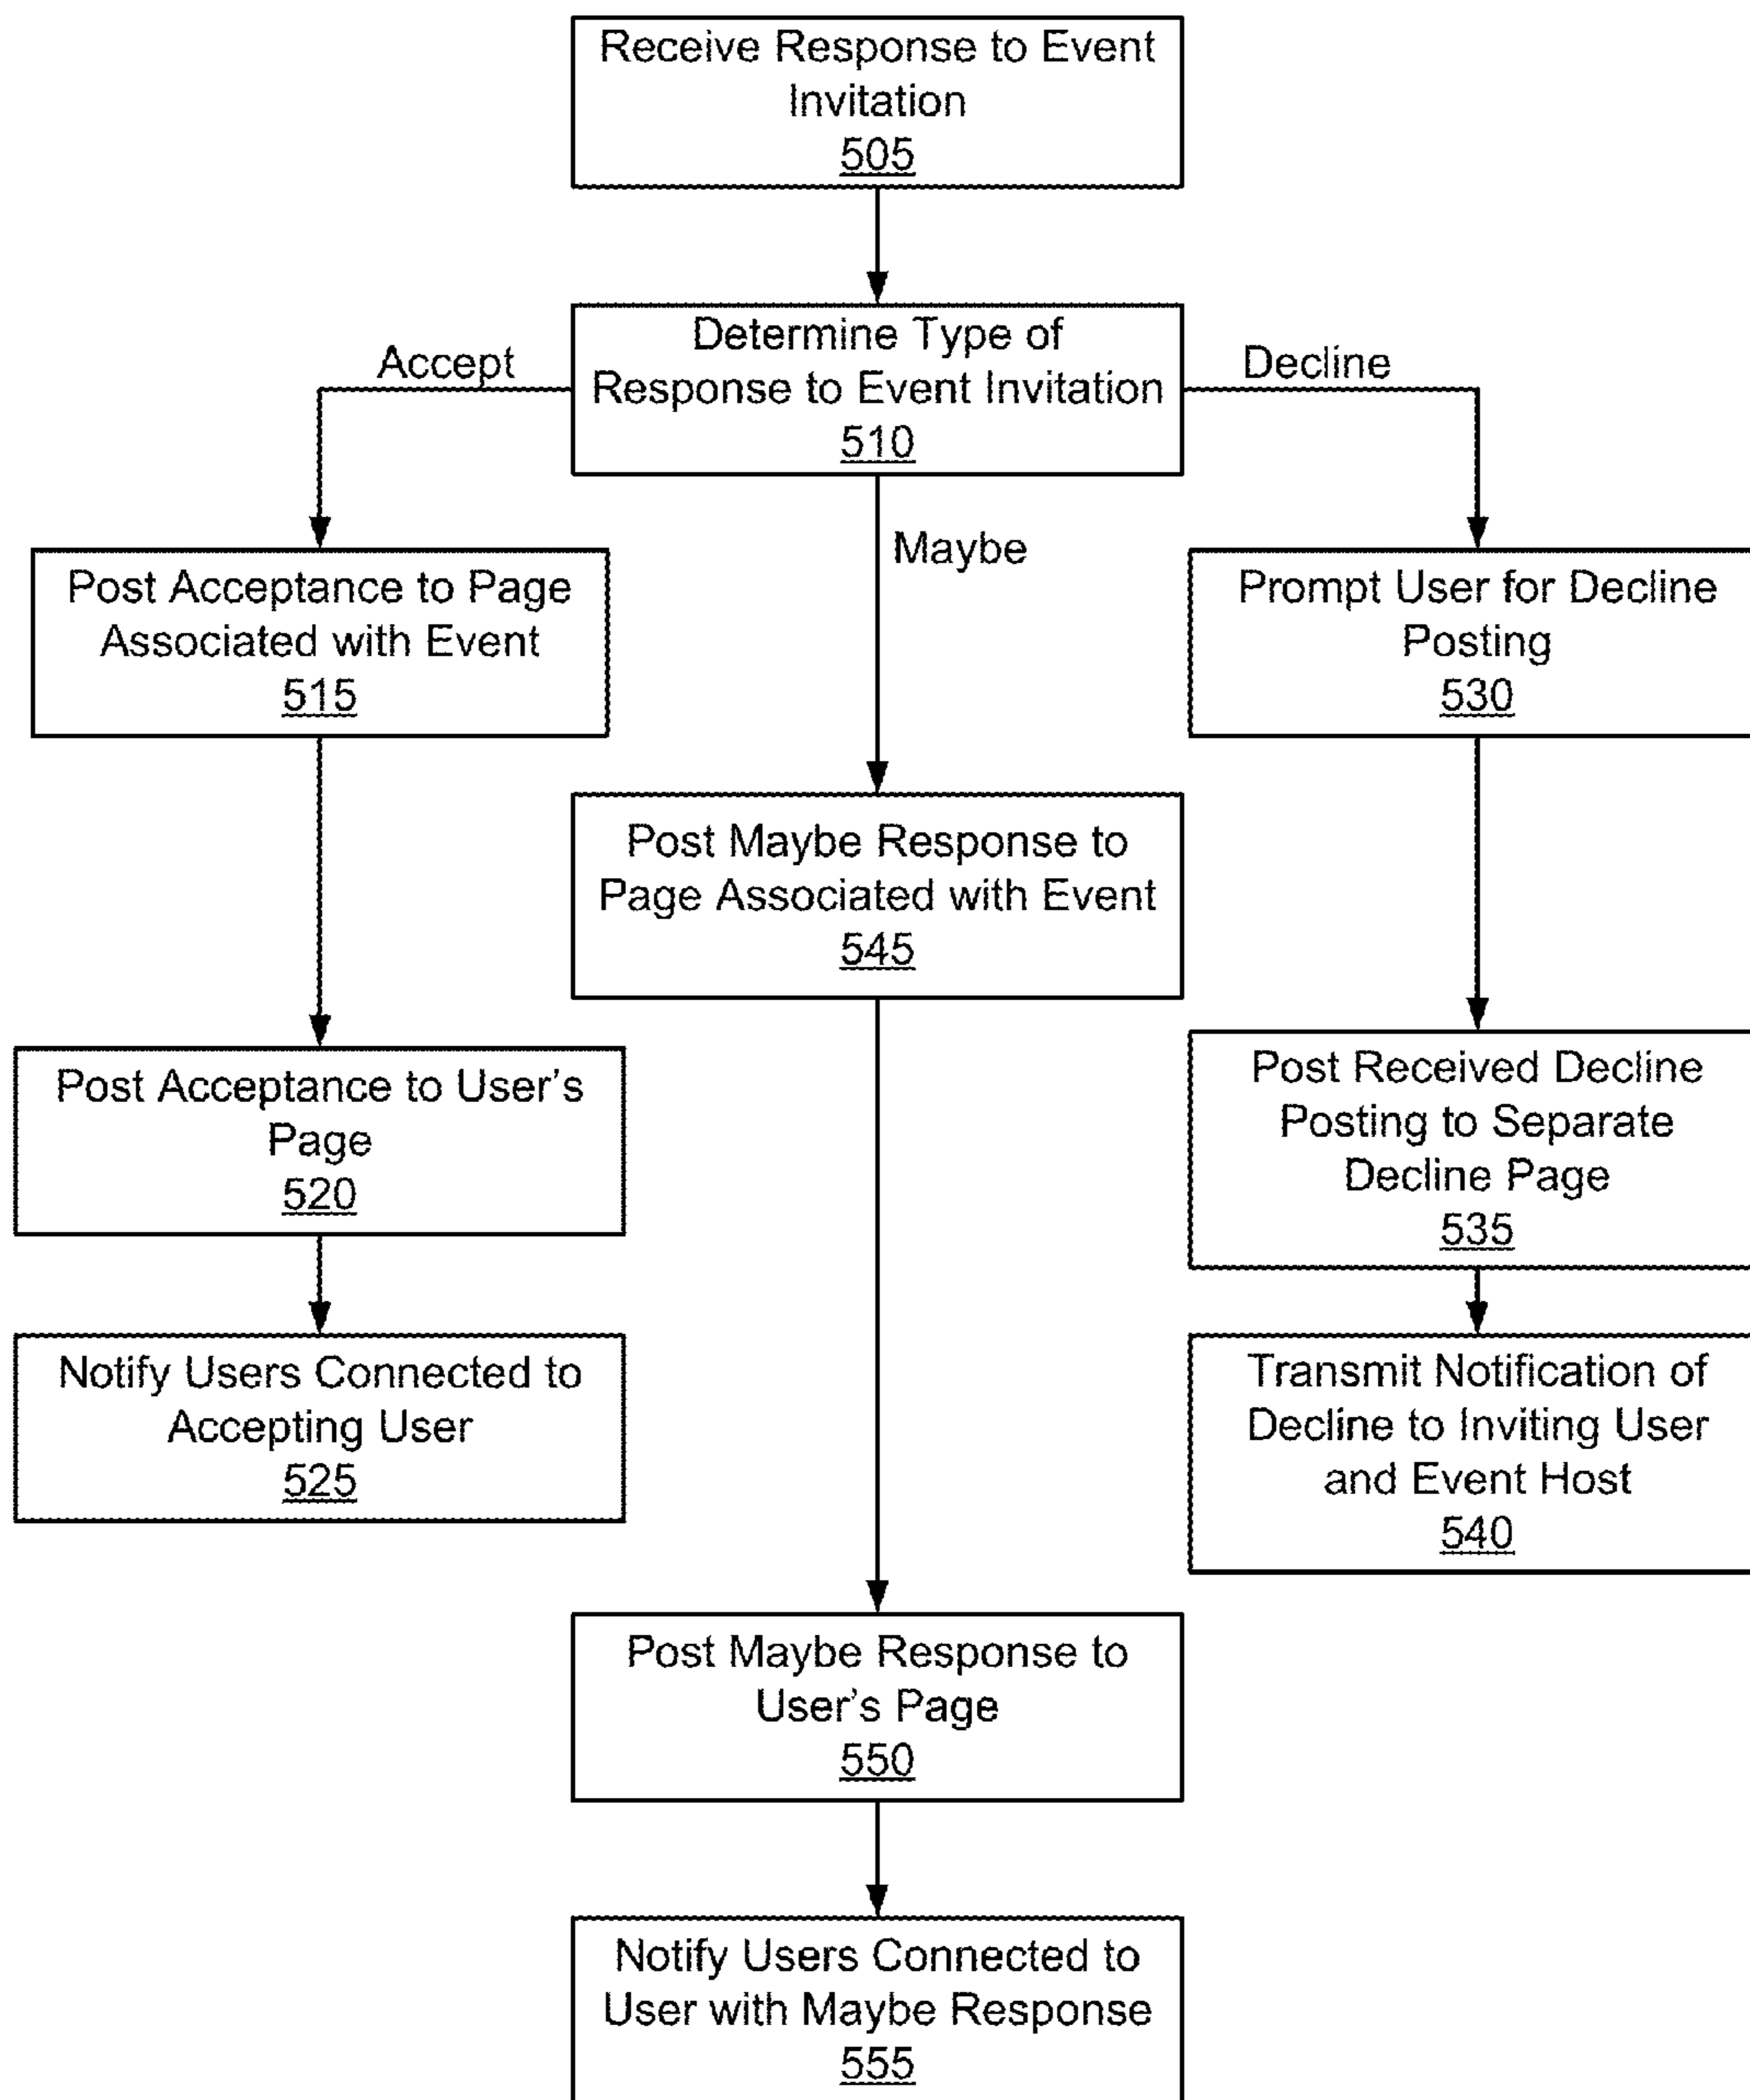 Receive Response to Event
Invitation
505
Determine Type of
Response to Event Invitation
510
Accept
Decline
Maybe
Post Acceptance to Page
Associated with Event
515
Prompt User for Decline
Posting
530
Post Maybe Response to
Page Associated with Event
545
Post Acceptance to User's
Page
520
Post Received Decline
Posting to Separate
Decline Page
535
Notify Users Connected to
Accepting User
525
Transmit Notification of
Decline to Inviting User
and Event Host
540
Post Maybe Response to
User's Page
550
Notify Users Connected to
User with Maybe Response
555